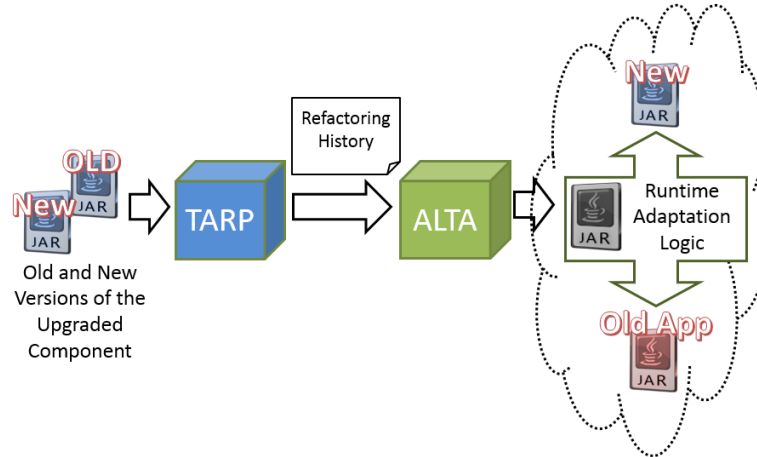 OLD
JAR
New
JAR
Old and New
Versions of the
Upgraded
Component
TARP
Refactoring
History
ALTA
New
JAR
JAR
Runtime
Adaptation
Logic
Old App
JAR